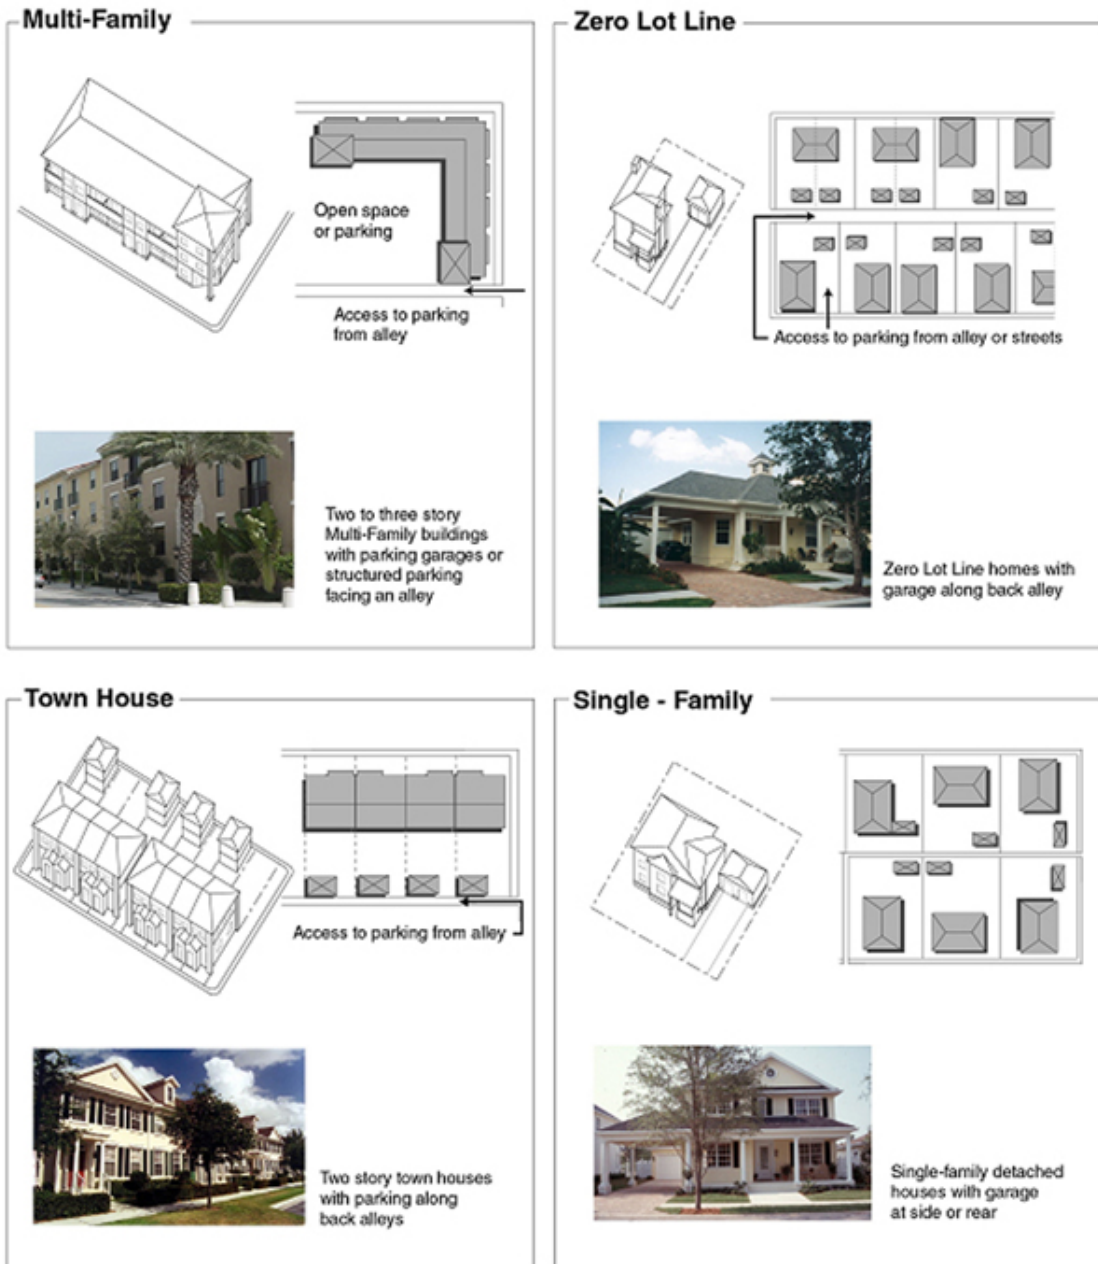 Multi-Family
Open space
or parking
Access to parking
from alley
Two to three story
Multi-Family buildings
with parking garages or
structured parking
facing an alley
Zero Lot Line
Access to parking from alley or streets
Zero Lot Line homes with
garage along back alley
Town House
Access to parking from alley
Two story town houses
with parking along
back alleys
Single - Family
Single-family detached
houses with garage
at side or rear